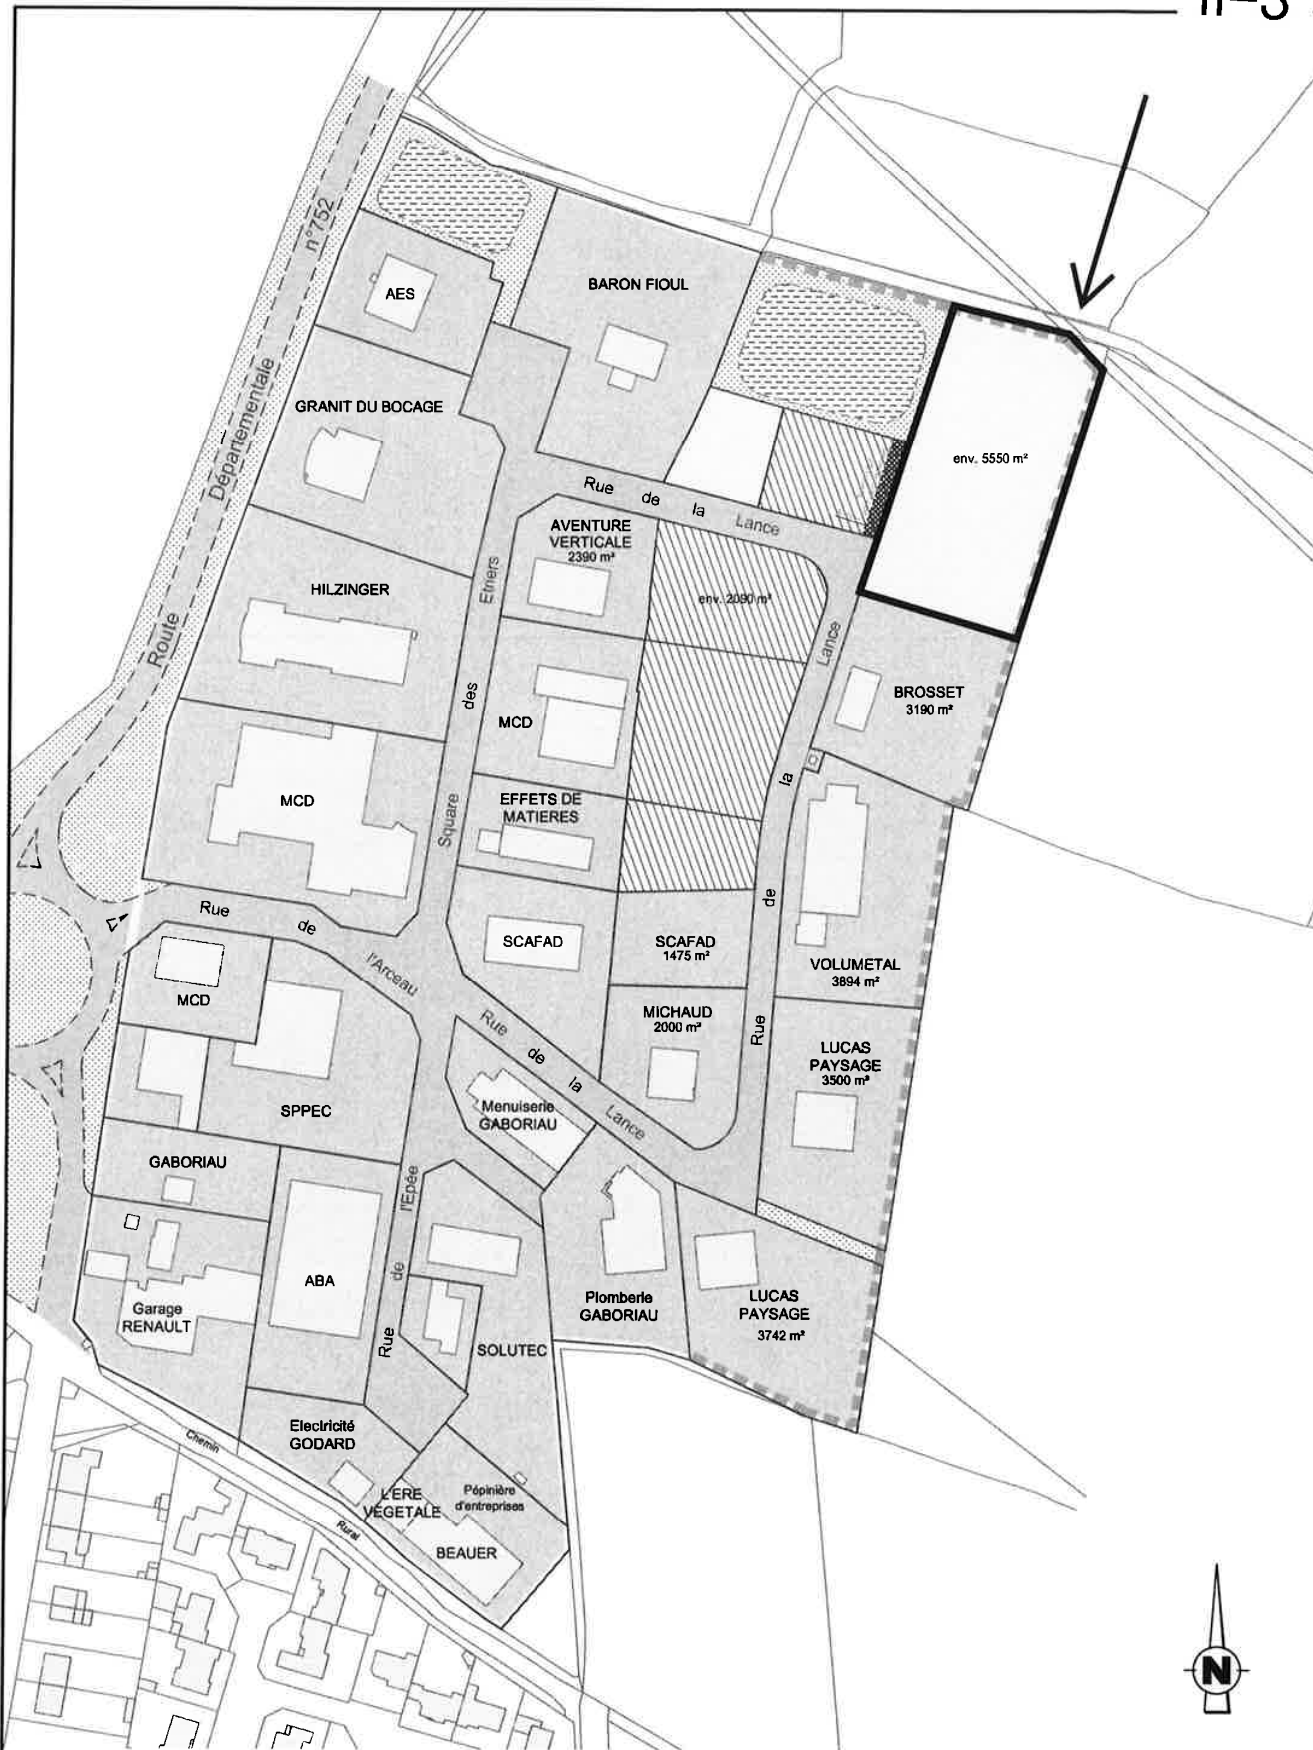 n°752
Départementale
Route
AES
BARON FIOUL
GRANIT DU BOCAGE
env. 5550 m²
Rue de la Lance
AVENTURE
VERTICALE
2390 m²
Etriers
des
Square
HILZINGER
env. 2090 m²
Lance
la
de
Rue
BROSSET
3190 m²
MCD
MCD
EFFETS DE
MATIERES
Rue de l'Arceau
SCAFAD
SCAFAD
1475 m²
VOLUMETAL
3894 m²
MCD
MICHAUD
2000 m²
Rue de la Lance
LUCAS
PAYSAGE
3500 m²
SPPEC
Menuiserie
GABORIAU
GABORIAU
l'Epée
de
Rue
ABA
Garage
RENAULT
Plomberie
GABORIAU
LUCAS
PAYSAGE
3742 m²
SOLUTEC
Electricité
GODARD
Chemin
Rural
L'ERE
VEGETALE
Pépinière
d'entreprises
BEAUER
N